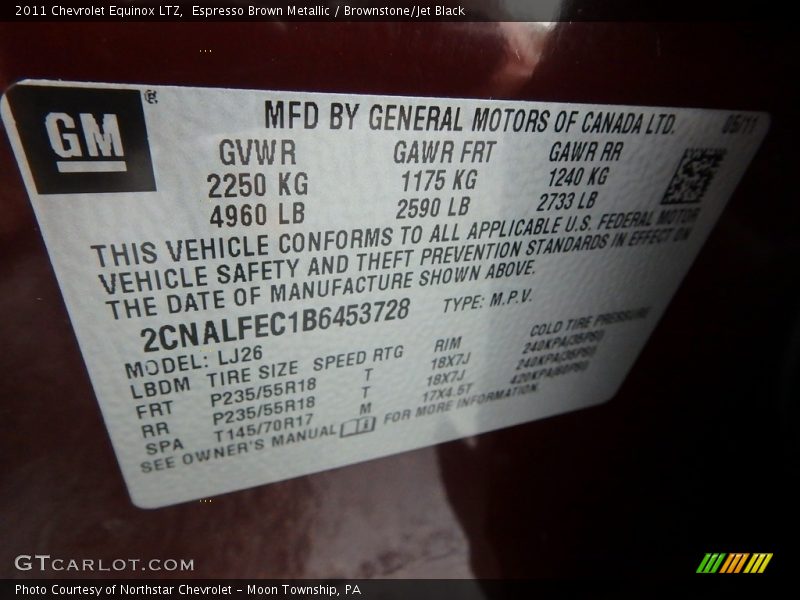 2011 Chevrolet Equinox LTZ,  Espresso Brown Metallic / Brownstone/Jet Black
GM
MFD BY GENERAL MOTORS OF CANADA LTD. 05/11
GVWR GAWR FRT GAWR RR
2250 KG 1175 KG 1240 KG
4960 LB 2590 LB 2733 LB
THIS VEHICLE CONFORMS TO ALL APPLICABLE U.S. FEDERAL MOTOR
VEHICLE SAFETY AND THEFT PREVENTION STANDARDS IN EFFECT ON
THE DATE OF MANUFACTURE SHOWN ABOVE.
2CNALFEC1B6453728 TYPE: M.P.V.
MODEL: LJ26
LBDM TIRE SIZE SPEED RTG RIM COLD TIRE PRESSURE
FRT P235/55R18 T 18X7J 240KPA(35PSI)
RR P235/55R18 T 18X7J 240KPA(35PSI)
SPA T145/70R17 M 17X4.5T 420KPA(60PSI)
SEE OWNER'S MANUAL FOR MORE INFORMATION.
GTCARLOT.COM
Photo Courtesy of Northstar Chevrolet - Moon Township, PA